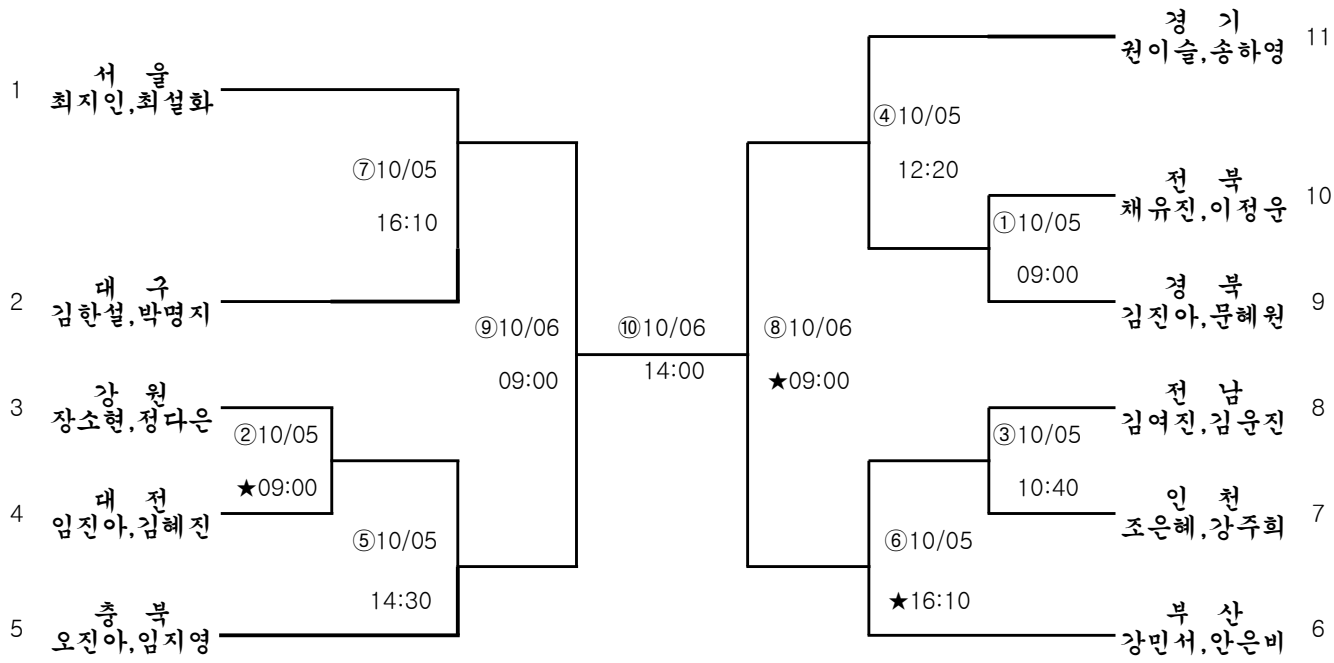 경 기
권이슬,송하영
11
서 울
1
최지인,최설화
④10/05
⑦10/05
12:20
전 북
채유진,이정운
10
16:10
①10/05
09:00
대 구
2
김한설,박명지
경 북
김진아,문혜원
9
⑨10/06
⑩10/06
⑧10/06
09:00
14:00
★09:00
강 원
3
장소현,정다은
전 남
김여진,김운진
8
②10/05
③10/05
★09:00
10:40
대 전
4
임진아,김혜진
인 천
조은혜,강주희
7
⑤10/05
⑥10/05
14:30
★16:10
충 북
5
오진아,임지영
부 산
강민서,안은비
6